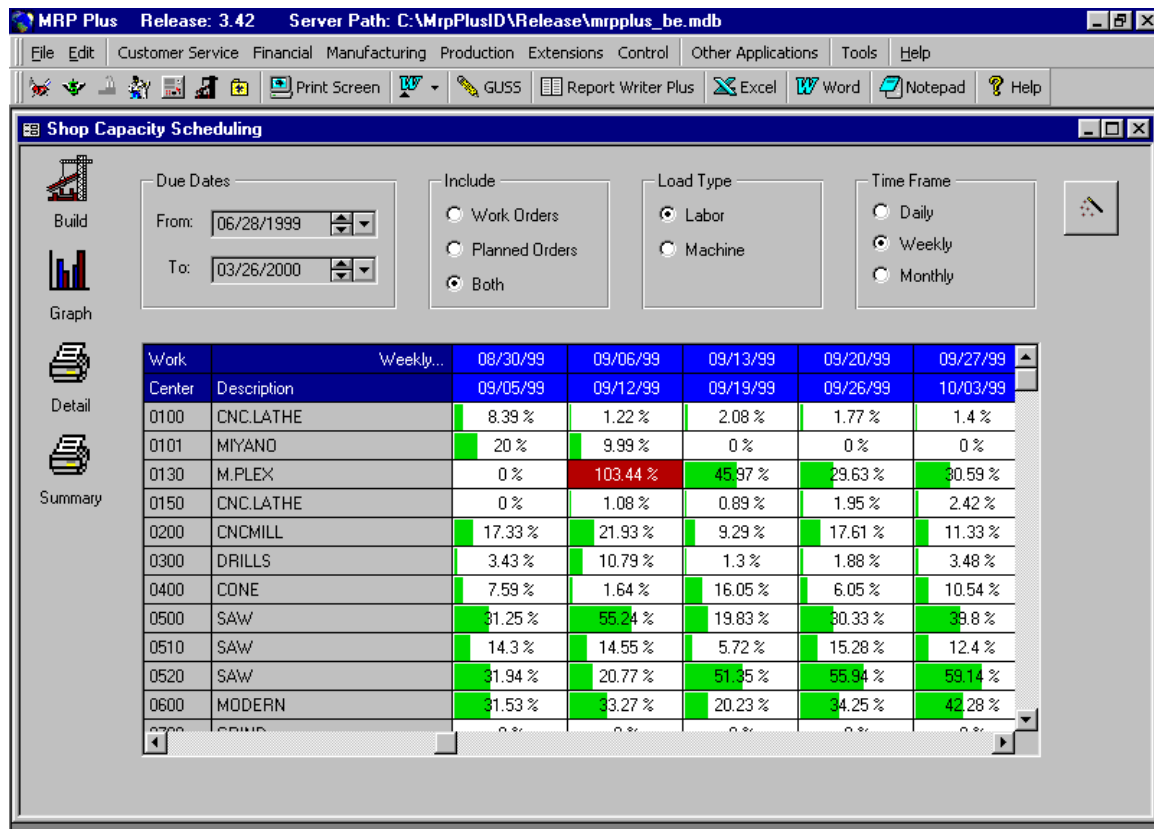 MRP Plus Release: 3.42 Server Path: C:\MrpPlusID\Release\mrpplus_be.mdb
File Edit Customer Service Financial Manufacturing Production Extensions Control Other Applications Tools Help
Print Screen GUSS Report Writer Plus Excel Word Notepad Help
Shop Capacity Scheduling
Build
Graph
Detail
Summary
Due Dates
From: 06/28/1999
To: 03/26/2000
Include
Work Orders
Planned Orders
Both
Load Type
Labor
Machine
Time Frame
Daily
Weekly
Monthly
Work Weekly... 08/30/99 09/06/99 09/13/99 09/20/99 09/27/99
Center Description 09/05/99 09/12/99 09/19/99 09/26/99 10/03/99
0100 CNC.LATHE 8.39 % 1.22 % 2.08 % 1.77 % 1.4 %
0101 MIYANO 20 % 9.99 % 0 % 0 % 0 %
0130 M.PLEX 0 % 103.44 % 45.97 % 29.63 % 30.59 %
0150 CNC.LATHE 0 % 1.08 % 0.89 % 1.95 % 2.42 %
0200 CNCMILL 17.33 % 21.93 % 9.29 % 17.61 % 11.33 %
0300 DRILLS 3.43 % 10.79 % 1.3 % 1.88 % 3.48 %
0400 CONE 7.59 % 1.64 % 16.05 % 6.05 % 10.54 %
0500 SAW 31.25 % 55.24 % 19.83 % 30.33 % 39.8 %
0510 SAW 14.3 % 14.55 % 5.72 % 15.28 % 12.4 %
0520 SAW 31.94 % 20.77 % 51.35 % 55.94 % 59.14 %
0600 MODERN 31.53 % 33.27 % 20.23 % 34.25 % 42.28 %